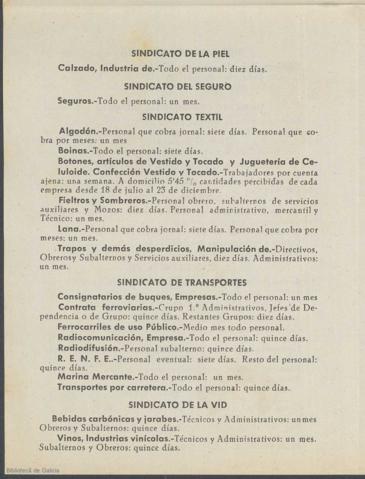 SINDICATO DE LA PIEL
Calzado, Industria de.-Todo el personal: diez días.
SINDICATO DEL SEGURO
Seguros.-Todo el personal: un mes.
SINDICATO TEXTIL
Algodón.-Personal que cobra jornal: siete días. Personal que co-
bra por meses: un mes
Boinas.-Todo el personal: siete días.
Botones, artículos de Vestido y Tocado y Juguetería de Ce-
luloide. Confección Vestido y Tocado.-Trabajadores por cuenta
ajena: una semana. A domicilio 5'45 % cantidades percibidas de cada
empresa desde 18 de julio al 23 de diciembre.
Fieltros y Sombreros.-Personal obrero, subalternos de servicios
auxiliares y Mozos: diez días. Personal administrativo, mercantil y
Técnico: un mes.
Lana.-Personal que cobra jornal: siete días. Personal que cobra por
meses: un mes.
Trapos y demás desperdicios, Manipulación de.-Directivos,
Obreros y Subalternos y Servicios auxiliares, diez días. Administrativos:
un mes.
SINDICATO DE TRANSPORTES
Consignatarios de buques, Empresas.-Todo el personal: un mes
Contrata ferroviarias.-Grupo 1.º Administrativos, Jefes de De-
pendencia o de Grupo: quince días. Restantes Grupos: diez días.
Ferrocarriles de uso Público.-Medio mes todo personal.
Radiocomunicación, Empresa.-Todo el personal: quince días.
Radiodifusión.-Personal subalterno: quince días.
R. E. N. F. E..-Personal eventual: siete días. Resto del personal:
quince días.
Marina Mercante.-Todo el personal: un mes.
Transportes por carretera.-Todo el personal: quince días.
SINDICATO DE LA VID
Bebidas carbónicas y jarabes.-Técnicos y Administrativos: un mes
Obreros y Subalternos: quince días.
Vinos, Industrias vinícolas.-Técnicos y Administrativos: un mes.
Subalternos y Obreros: quince días.
Biblioteca de Galicia